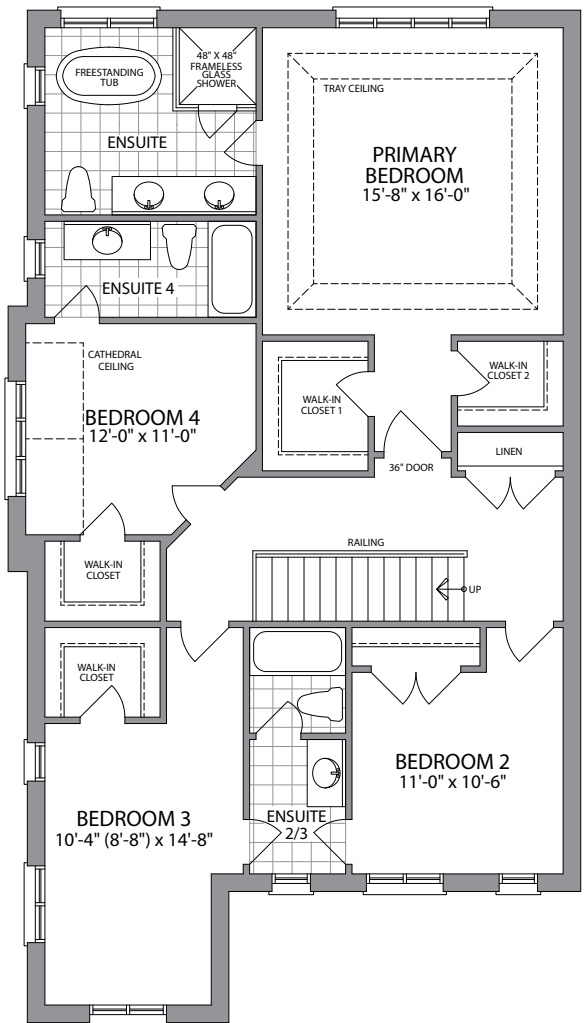 FREESTANDING
TUB
48" X 48"
FRAMELESS
GLASS
SHOWER
ENSUITE
TRAY CEILING
PRIMARY
BEDROOM
15'-8" x 16'-0"
ENSUITE 4
CATHEDRAL
CEILING
BEDROOM 4
12'-0" x 11'-0"
WALK-IN
CLOSET 1
WALK-IN
CLOSET 2
36" DOOR
LINEN
RAILING
UP
WALK-IN
CLOSET
WALK-IN
CLOSET
BEDROOM 2
11'-0" x 10'-6"
BEDROOM 3
10'-4" (8'-8") x 14'-8"
ENSUITE
2/3